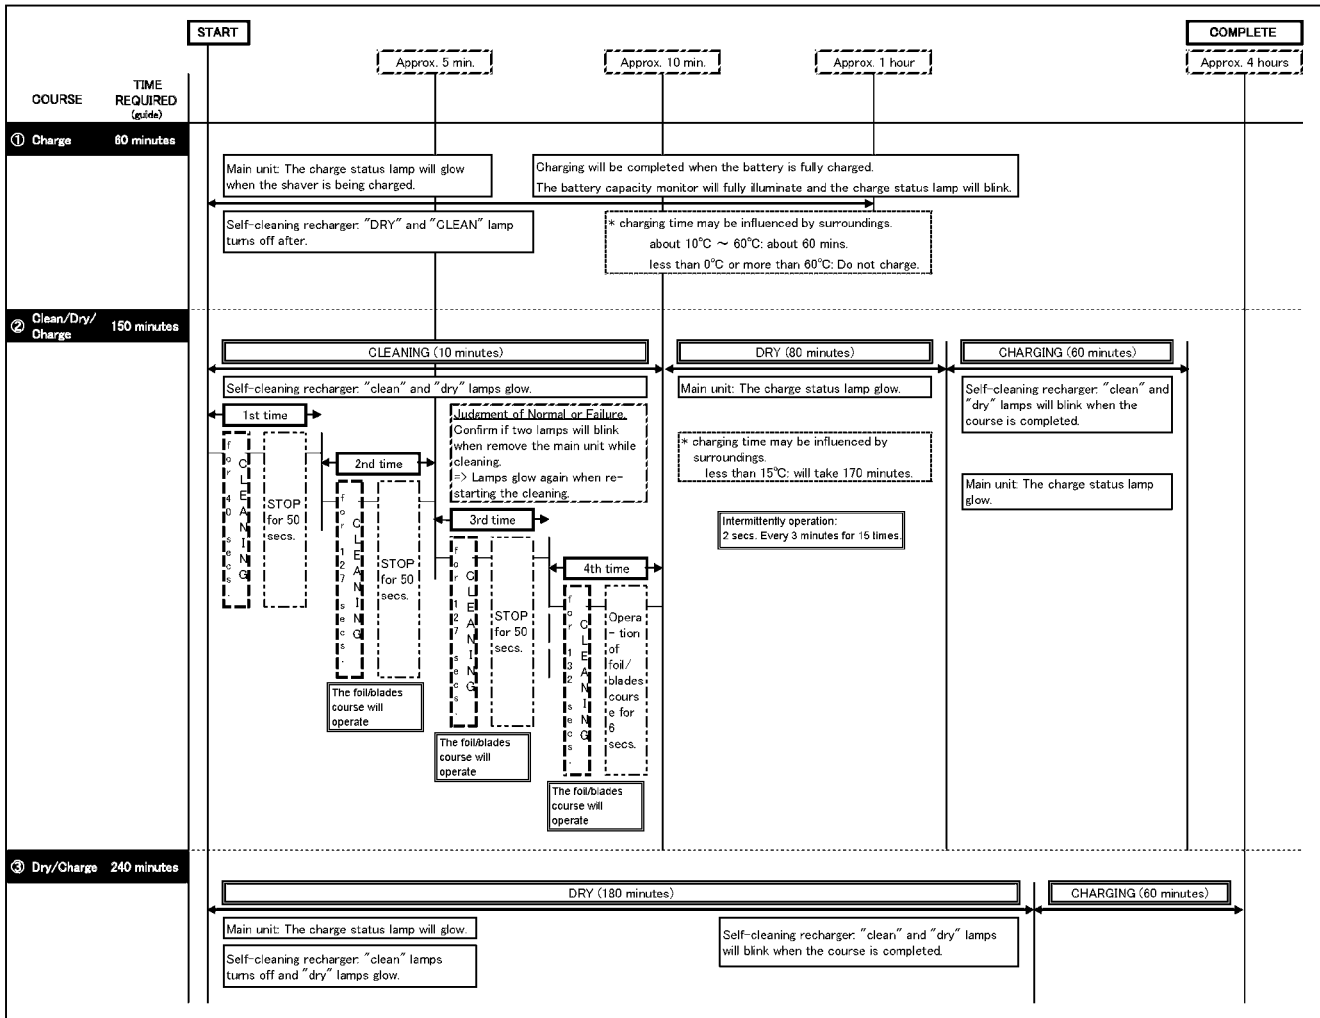 START
COMPLETE
Approx. 5 min.
Approx. 10 min.
Approx. 1 hour
Approx. 4 hours
COURSE
TIME
REQUIRED
(guide)
① Charge 60 minutes
Main unit: The charge status lamp will glow
when the shaver is being charged.
Charging will be completed when the battery is fully charged.
The battery capacity monitor will fully illuminate and the charge status lamp will blink.
Self-cleaning recharger: "DRY" and "CLEAN" lamp
turns off after.
* charging time may be influenced by surroundings.
about 10°C ～ 60°C: about 60 mins.
less than 0°C or more than 60°C: Do not charge.
② Clean/Dry/
Charge
150 minutes
CLEANING (10 minutes)
DRY (80 minutes)
CHARGING (60 minutes)
Self-cleaning recharger: "clean" and "dry" lamps glow.
Main unit: The charge status lamp glow.
Self-cleaning recharger: "clean" and
"dry" lamps will blink when the
course is completed.
1st time
Judgment of Normal or Failure.
Confirm if two lamps will blink
when remove the main unit while
cleaning.
=> Lamps glow again when re-
starting the cleaning.
* charging time may be influenced by
surroundings.
less than 15°C: will take 170 minutes.
Main unit: The charge status lamp
glow.
Intermittently operation:
2 secs. Every 3 minutes for 15 times.
CLEANING
for 40 secs.
STOP
for 50
secs.
2nd time
CLEANING
for 127 secs.
STOP
for 50
secs.
The foil/blades
course will
operate
3rd time
CLEANING
for 127 secs.
STOP
for 50
secs.
The foil/blades
course will
operate
4th time
CLEANING
for 132 secs.
Opera
- tion
of
foil/
blades
cours
e for
6
secs.
The foil/blades
course will
operate
③ Dry/Charge 240 minutes
DRY (180 minutes)
CHARGING (60 minutes)
Main unit: The charge status lamp will glow.
Self-cleaning recharger: "clean" lamps
turns off and "dry" lamps glow.
Self-cleaning recharger: "clean" and "dry" lamps
will blink when the course is completed.